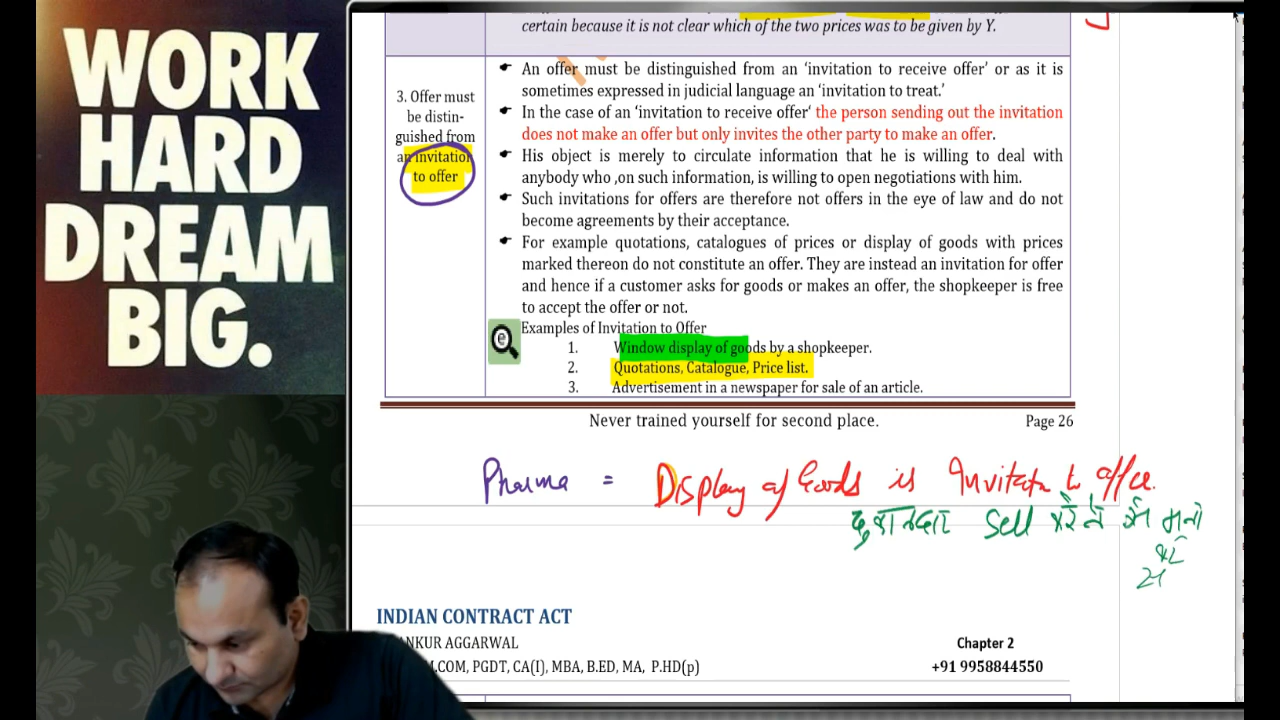 WORK
HARD
DREAM
BIG.
certain because it is not clear which of the two prices was to be given by Y.
3. Offer must
be distin-
guished from
an invitation
to offer
An offer must be distinguished from an ‘invitation to receive offer’ or as it is
sometimes expressed in judicial language an ‘invitation to treat.’
In the case of an ‘invitation to receive offer‘ the person sending out the invitation
does not make an offer but only invites the other party to make an offer.
His object is merely to circulate information that he is willing to deal with
anybody who ,on such information, is willing to open negotiations with him.
Such invitations for offers are therefore not offers in the eye of law and do not
become agreements by their acceptance.
For example quotations, catalogues of prices or display of goods with prices
marked thereon do not constitute an offer. They are instead an invitation for offer
and hence if a customer asks for goods or makes an offer, the shopkeeper is free
to accept the offer or not.
Examples of Invitation to Offer
1. Window display of goods by a shopkeeper.
2. Quotations, Catalogue, Price list.
3. Advertisement in a newspaper for sale of an article.
Never trained yourself for second place. Page 26
Pharma = Display of Goods is to
दुकानदार Sell
INDIAN CONTRACT ACT
ANKUR AGGARWAL Chapter 2
COM, PGDT, CA(I), MBA, B.ED, MA, P.HD(p) +91 9958844550